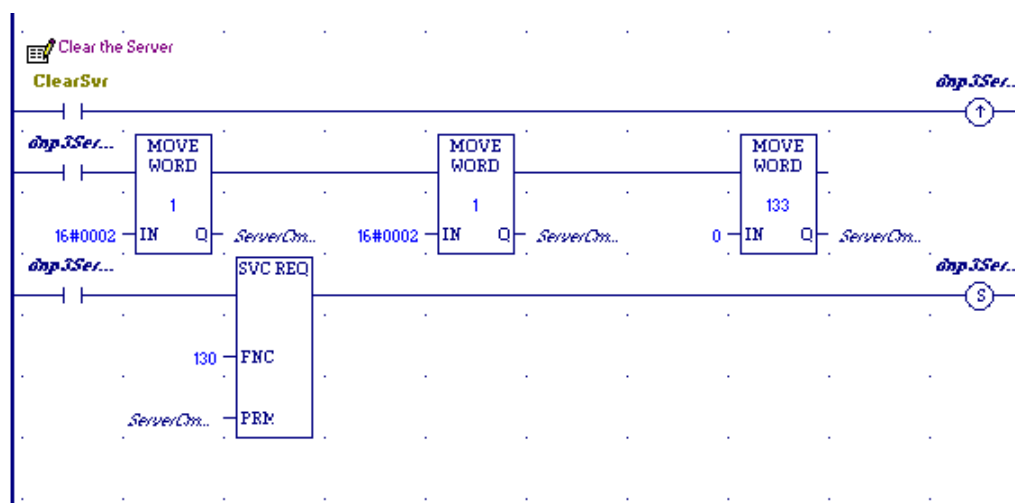 Clear the Server
ClearSvr dnp3Ser...
↑
dnp3Ser... MOVE WORD MOVE WORD MOVE WORD
1 1 133
16#0002 IN Q ServerCm.. 16#0002 IN Q ServerCm.. 0 IN Q ServerCm..
dnp3Ser... SVC REQ dnp3Ser...
S
130 FNC
ServerCm.. PRM